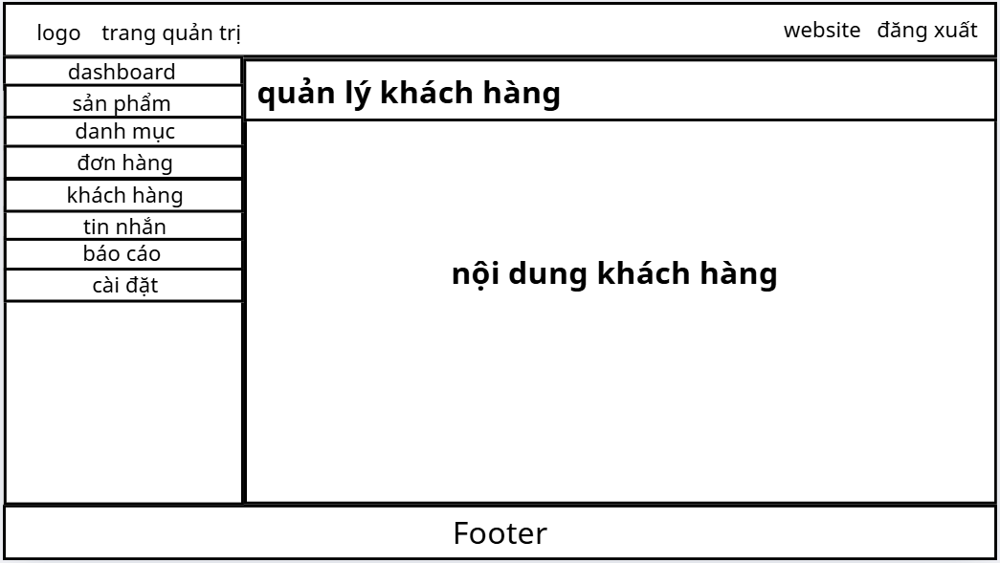 logo trang quản trị website đăng xuất
dashboard
sản phẩm
danh mục
đơn hàng
khách hàng
tin nhắn
báo cáo
cài đặt
quản lý khách hàng
nội dung khách hàng
Footer